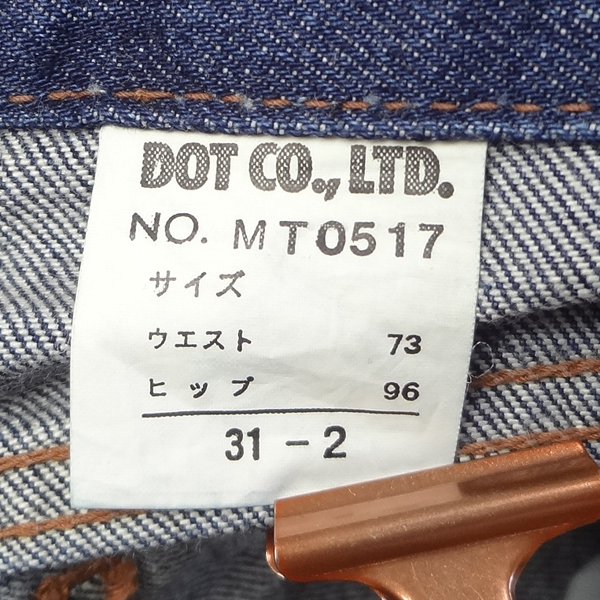 DOT CO., LTD.
NO. MT0517
サイズ
ウエスト 73
ヒップ 96
31 - 2